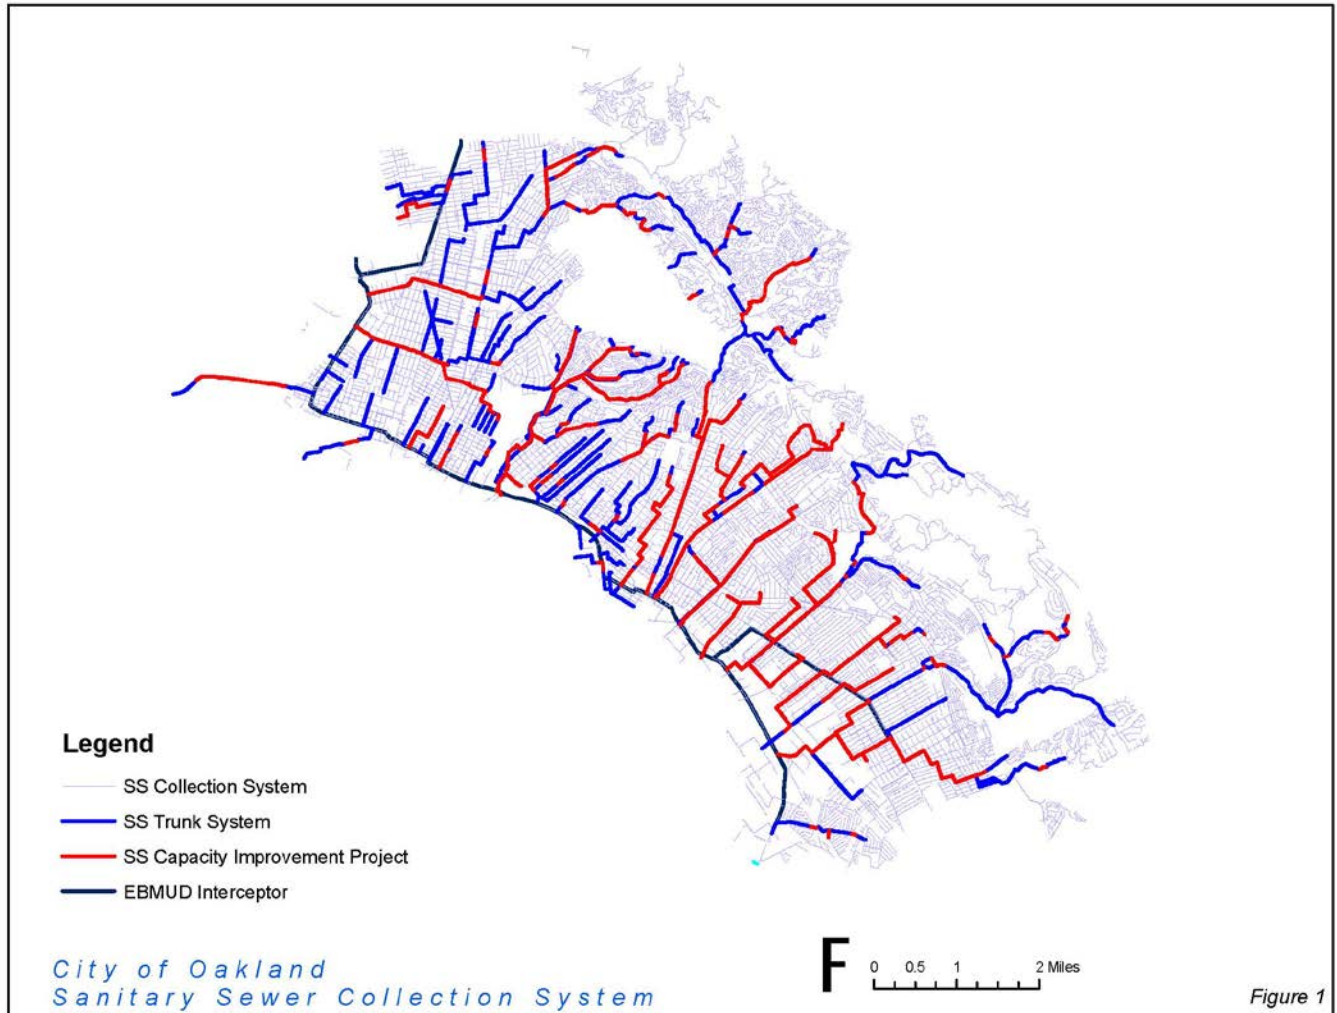 Legend
SS Collection System
SS Trunk System
SS Capacity Improvement Project
EBMUD Interceptor
City of Oakland
Sanitary Sewer Collection System
F
0 0.5 1 2 Miles
Figure 1